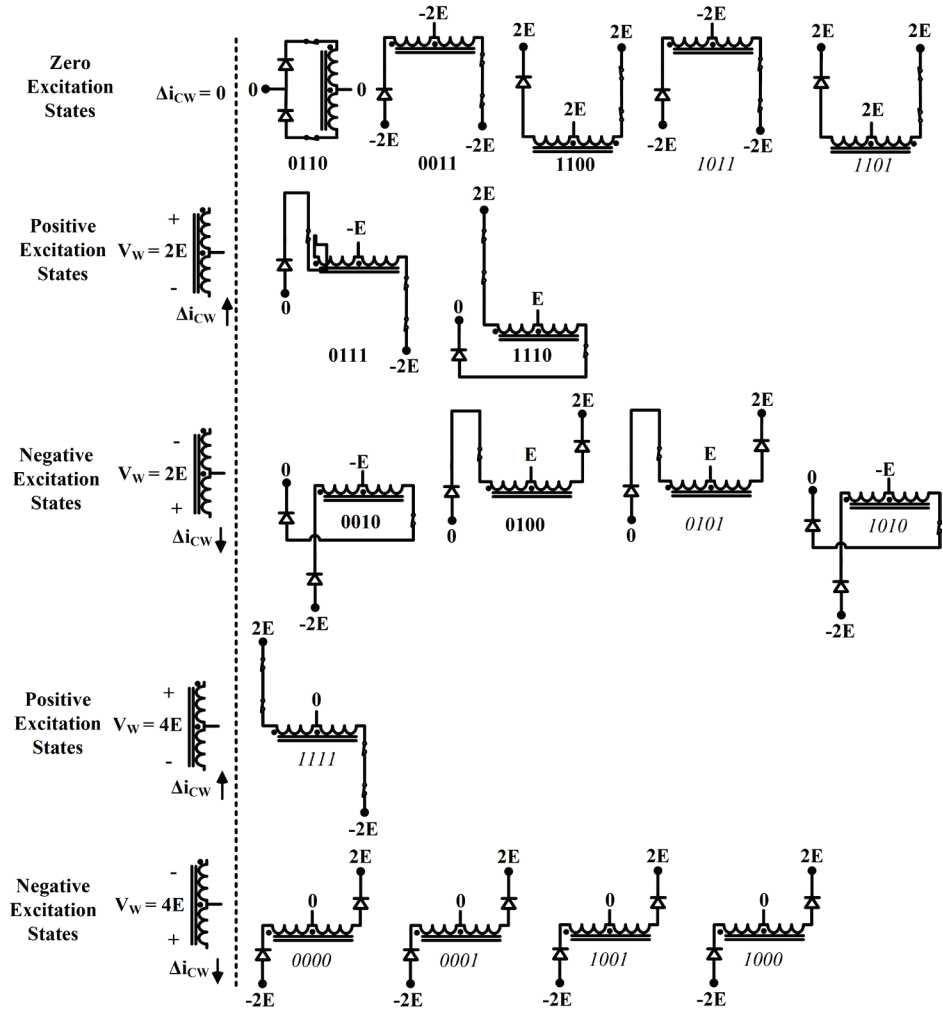 -2E 2E 2E -2E 2E 2E
Zero
Excitation
States
Δi_CW = 0
0 0
-2E -2E 2E -2E -2E 2E
0110 0011 1100 1011 1101
Positive
Excitation
States
+
V_W = 2E
-
Δi_CW
-E
0
-2E
0111
2E
0
E
1110
Negative
Excitation
States
-
V_W = 2E
+
Δi_CW
0
-E
0010
-2E
2E
E
0100
0
2E
E
0101
0
0
-E
1010
-2E
Positive
Excitation
States
+
V_W = 4E
-
Δi_CW
2E
0
1111
-2E
Negative
Excitation
States
-
V_W = 4E
+
Δi_CW
2E 2E 2E 2E
0 0 0 0
0000 0001 1001 1000
-2E -2E -2E -2E